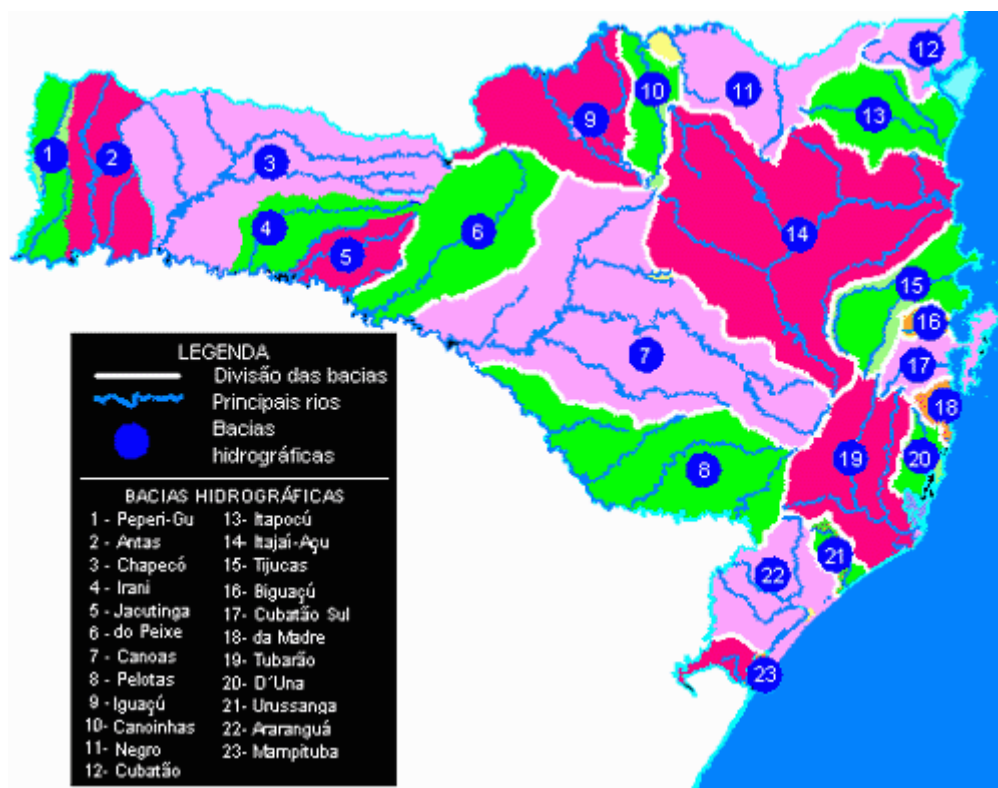 12
11
10
9
13
1
2
3
4
5
6
14
15
16
17
7
18
8
19
20
21
22
23
LEGENDA
Divisão das bacias
Principais rios
Bacias
hidrográficas
BACIAS HIDROGRÁFICAS
1 - Peperi-Gu
2 - Antas
3 - Chapecó
4 - Irani
5 - Jacutinga
6 - do Peixe
7 - Canoas
8 - Pelotas
9 - Iguaçú
10- Canoinhas
11- Negro
12- Cubatão
13- Itapocú
14- Itajaí-Açu
15- Tijucas
16- Biguaçú
17- Cubatão Sul
18- da Madre
19- Tubarão
20- D´Una
21- Urussanga
22- Araranguá
23- Mampituba